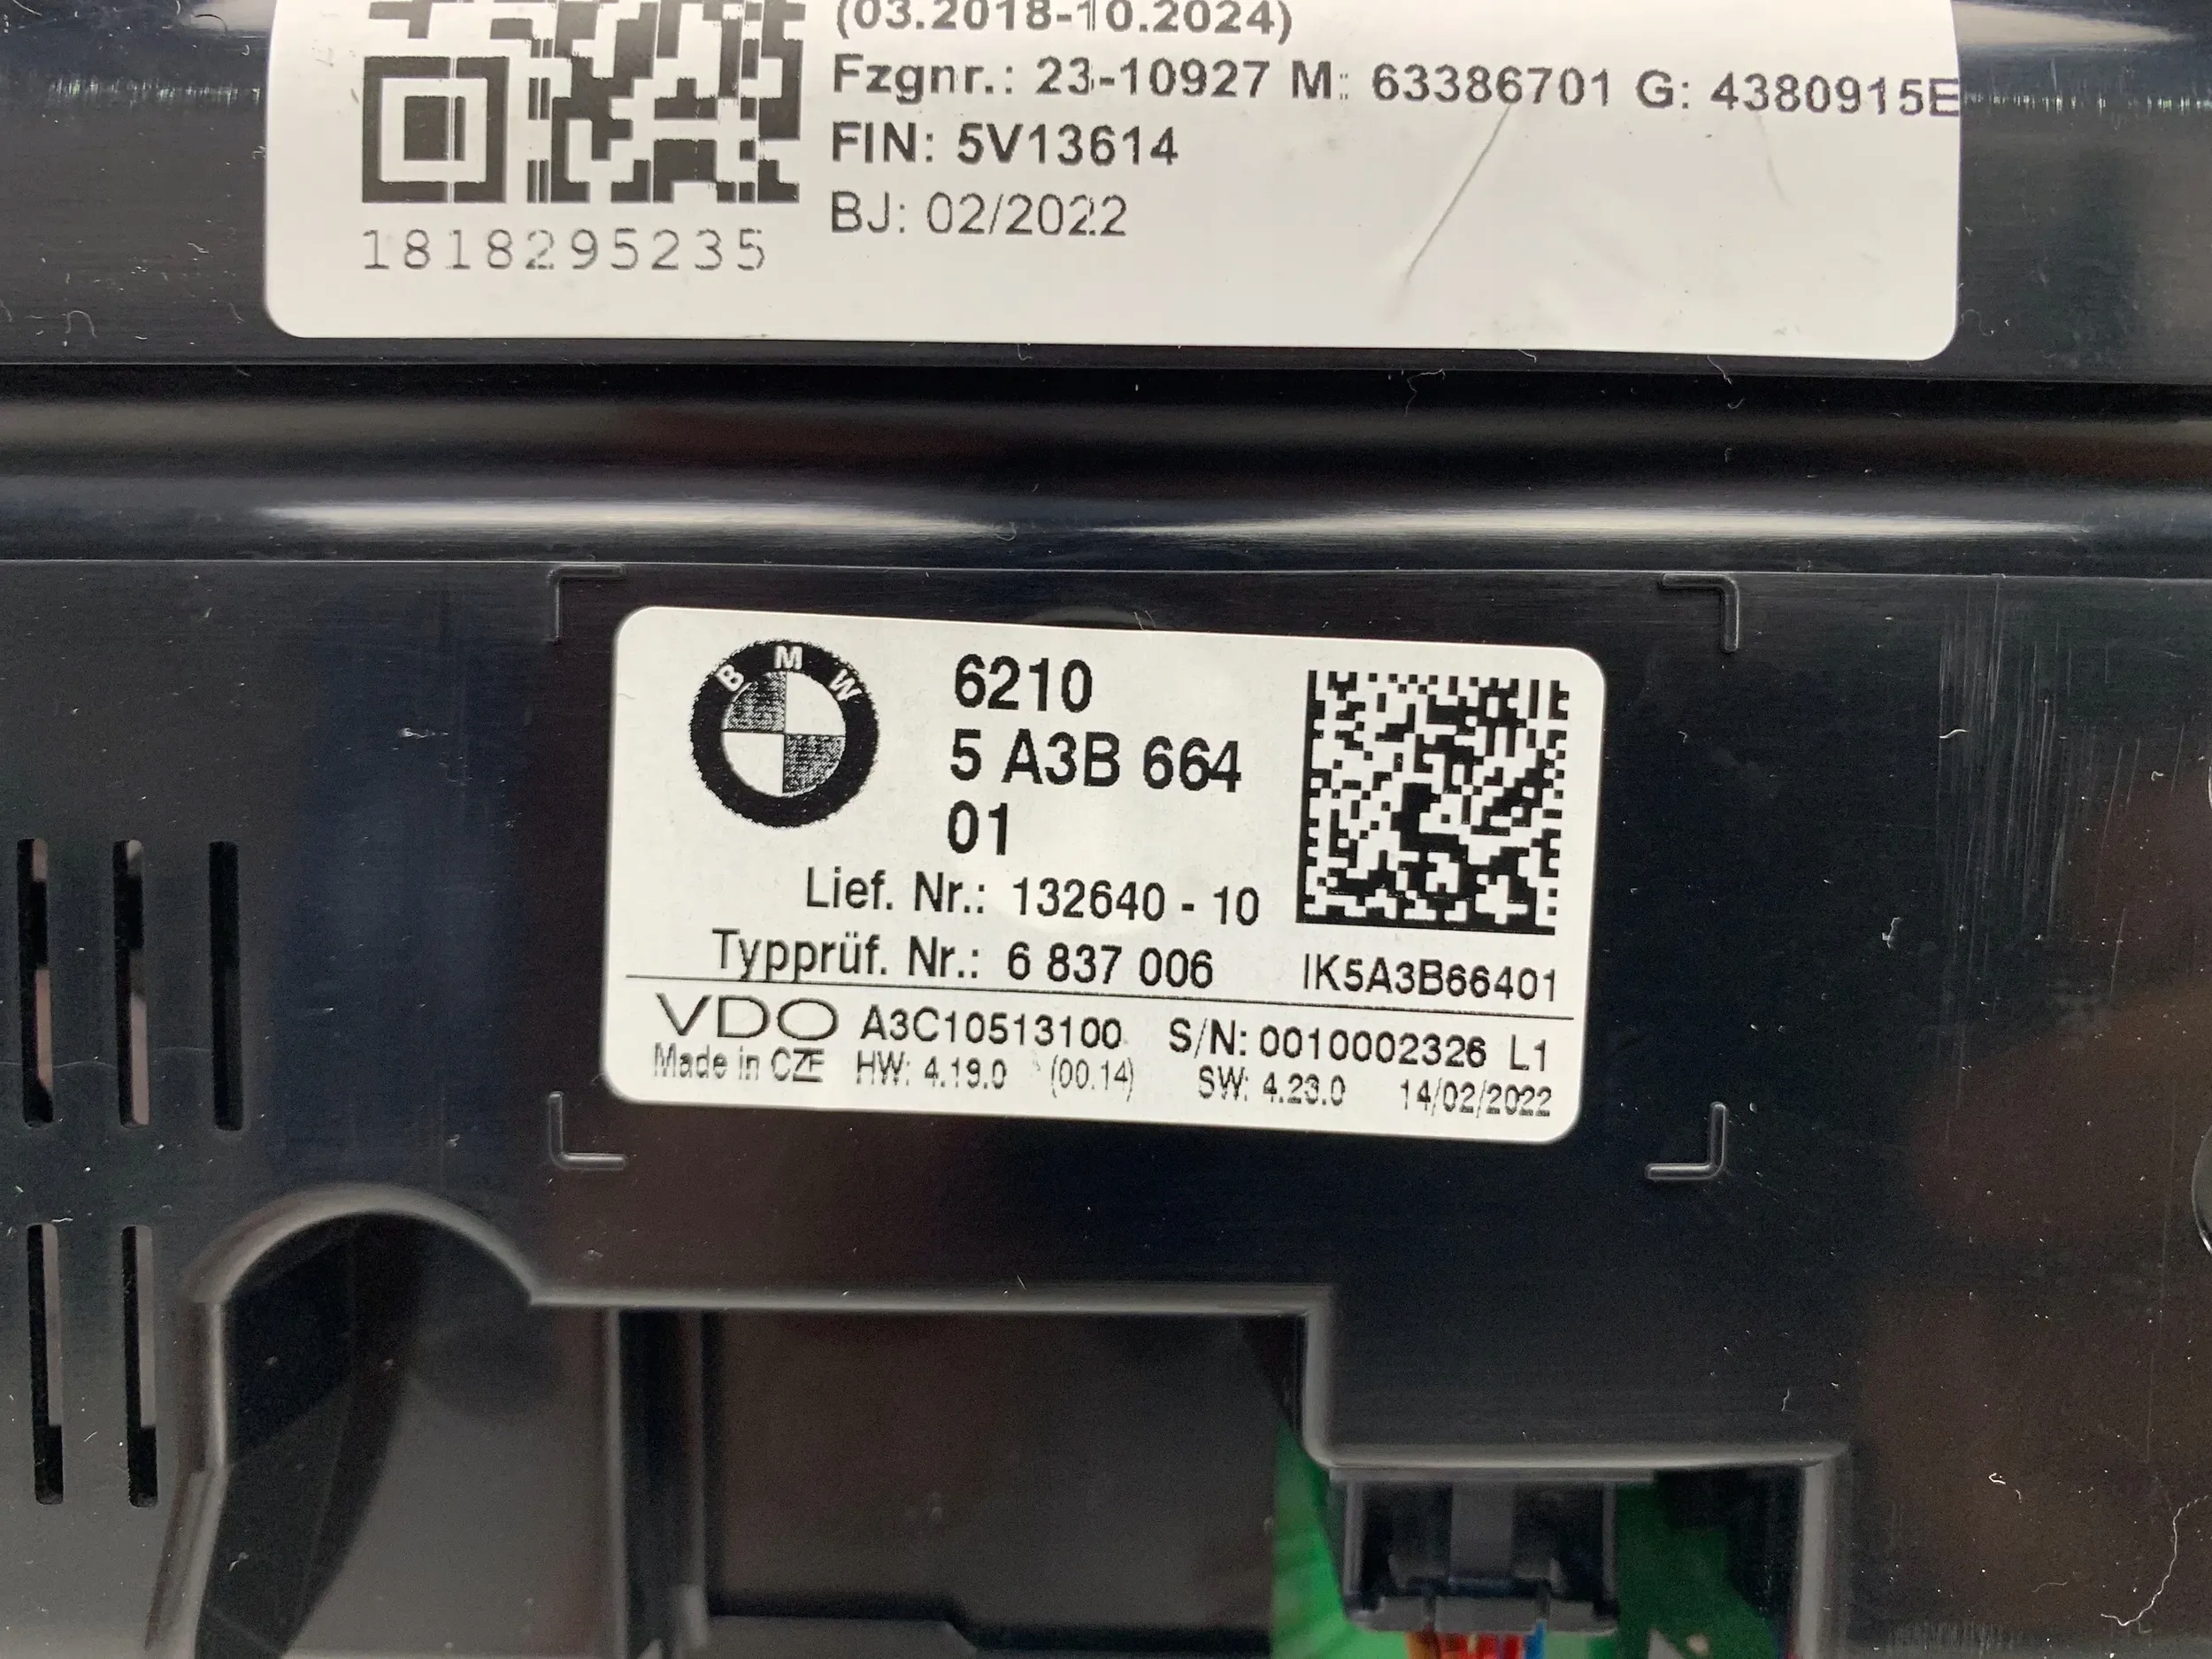 (03.2018-10.2024)
Fzgnr.: 23-10927 M: 63386701 G: 4380915E
FIN: 5V13614
BJ: 02/2022
1818295235
BMW
6210
5 A3B 664
01
Lief. Nr.: 132640 - 10
Typprüf. Nr.: 6 837 006
IK5A3B66401
VDO A3C10513100 S/N: 0010002326 L1
Made in CZE HW: 4.19.0 (00.14) SW: 4.23.0 14/02/2022